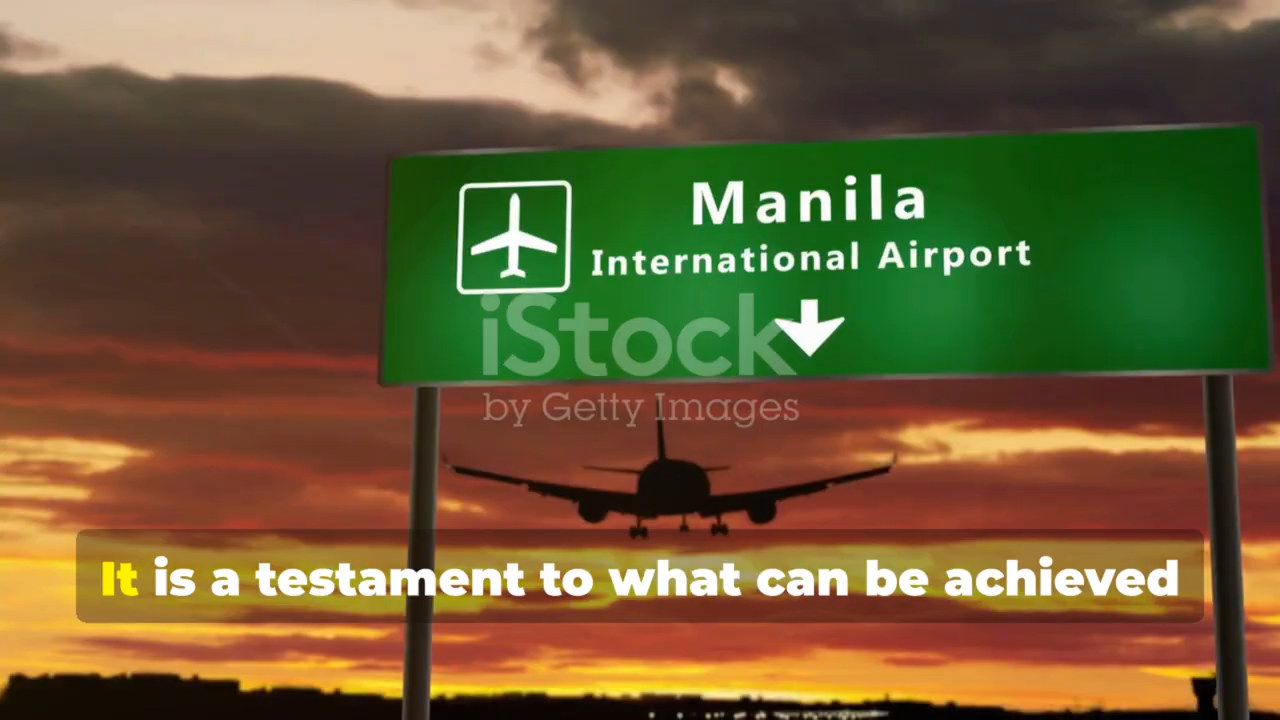 Manila
International Airport
iStock
by Getty Images
It is a testament to what can be achieved